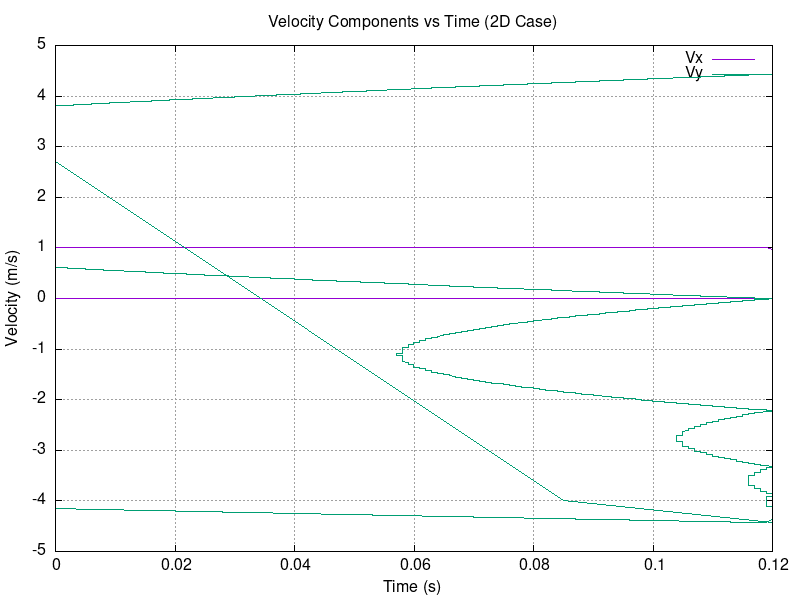 Velocity Components vs Time (2D Case)
Vx
Vy
5
4
3
2
1
0
-1
-2
-3
-4
-5
Velocity (m/s)
0 0.02 0.04 0.06 0.08 0.1 0.12
Time (s)